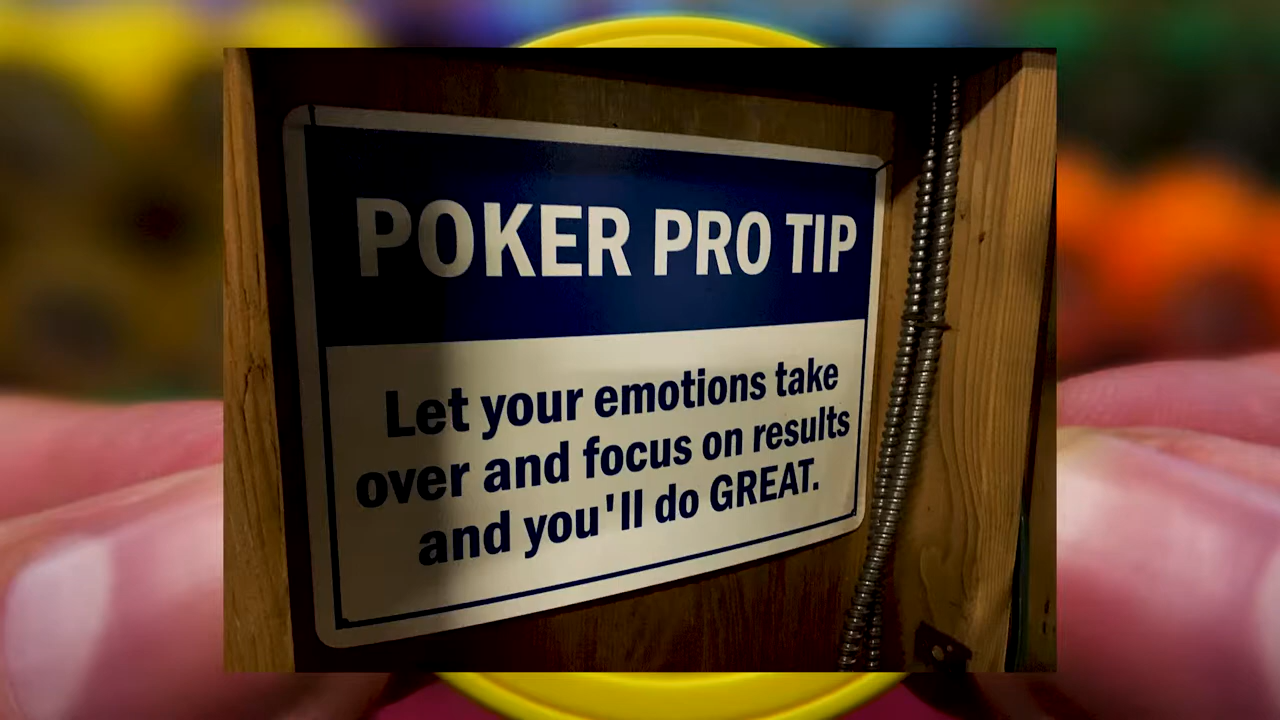 POKER PRO TIP
Let your emotions take
over and focus on results
and you'll do GREAT.